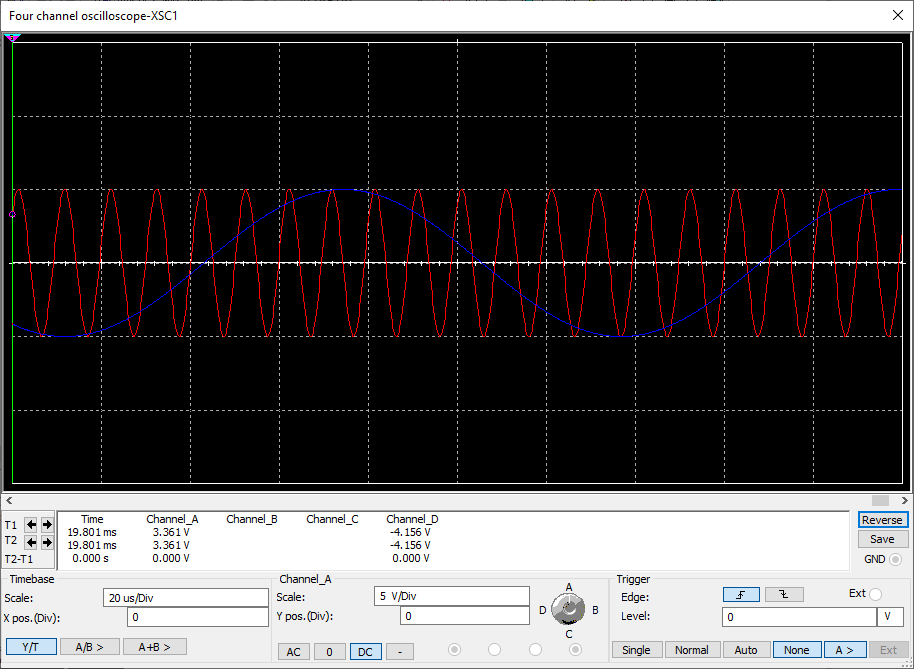 Four channel oscilloscope-XSC1
T1
T2
T2-T1
Time Channel_A Channel_B Channel_C Channel_D
19.801 ms 3.361 V -4.156 V
19.801 ms 3.361 V -4.156 V
0.000 s 0.000 V 0.000 V
Reverse
Save
GND
Timebase
Scale: 20 us/Div
X pos.(Div): 0
Y/T A/B > A+B >
Channel_A
Scale: 5 V/Div
Y pos.(Div): 0
AC 0 DC -
A
D B
C
Trigger
Edge: Ext
Level: 0 V
Single Normal Auto None A > Ext